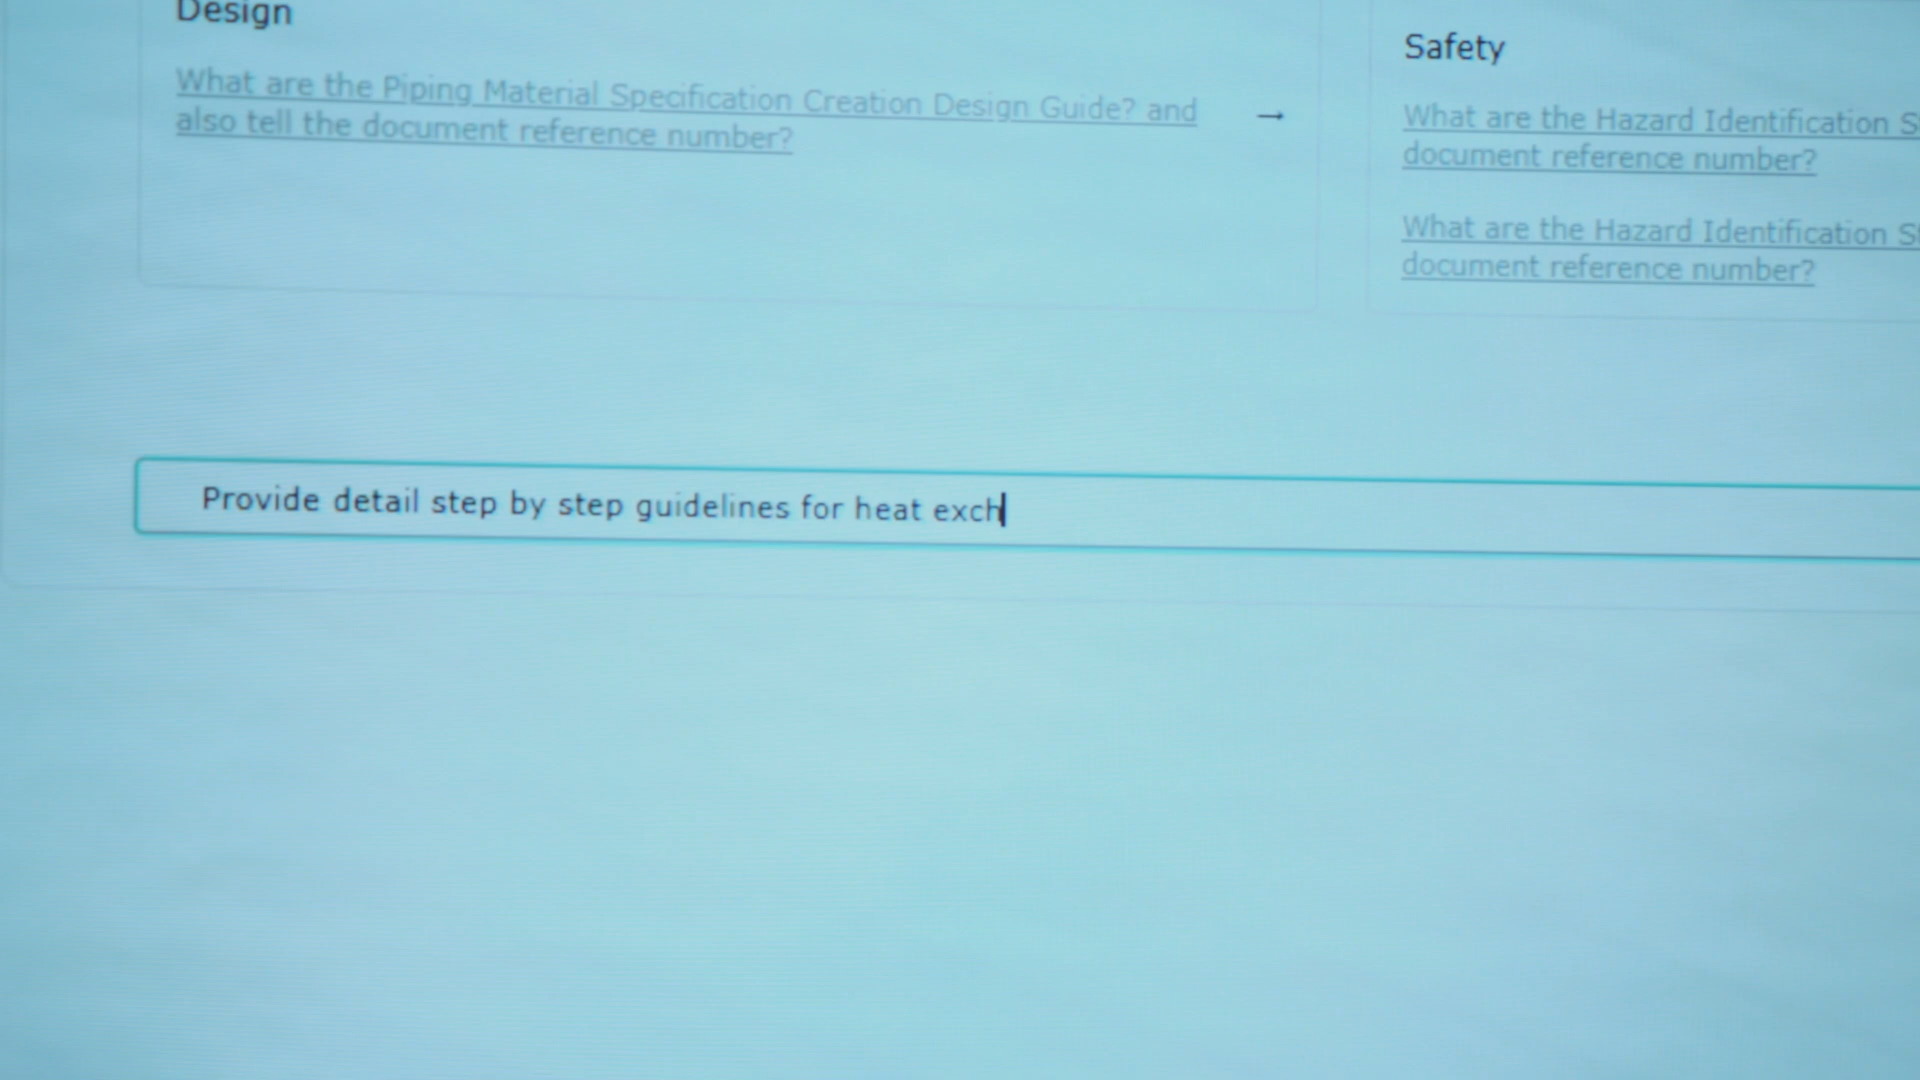 Design
What are the Piping Material Specification Creation Design Guide? and
also tell the document reference number?
→
Safety
What are the Hazard Identification S
document reference number?
What are the Hazard Identification S
document reference number?
Provide detail step by step guidelines for heat exch